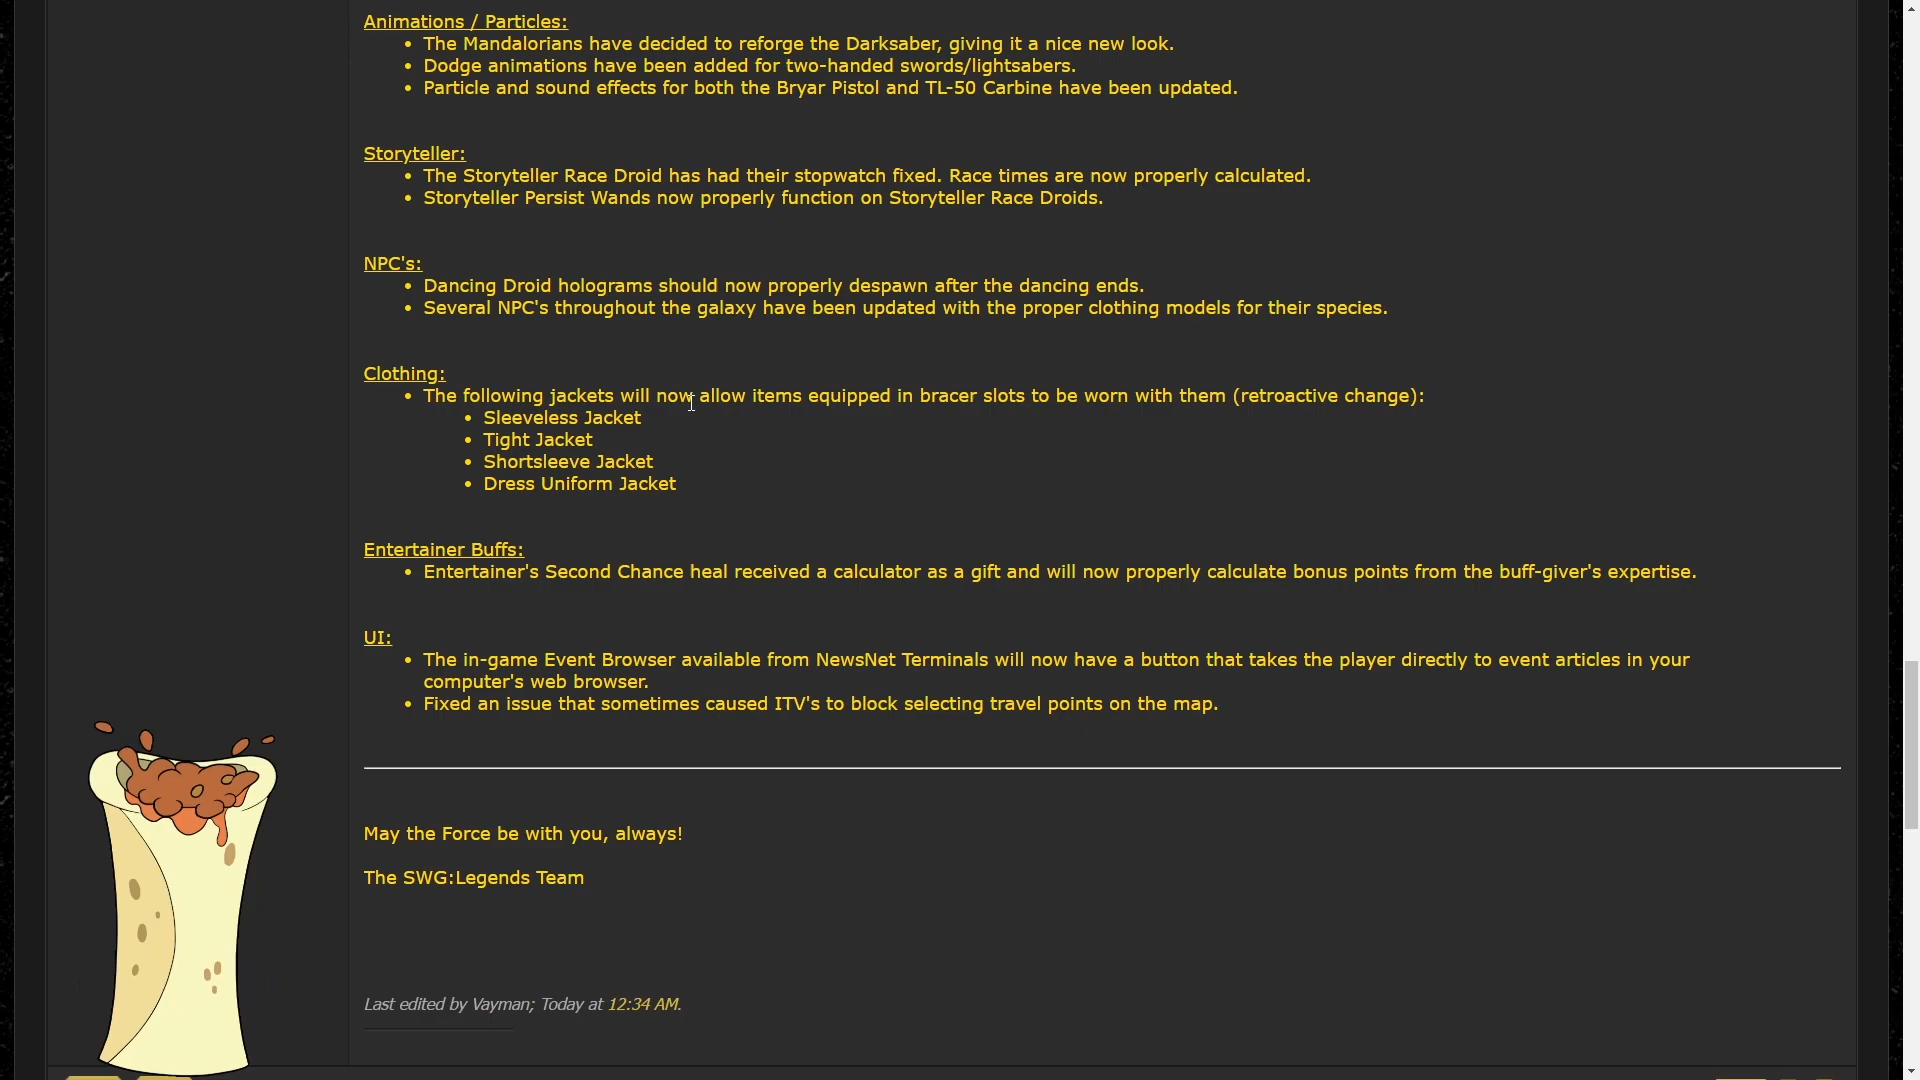 Animations / Particles:
The Mandalorians have decided to reforge the Darksaber, giving it a nice new look.
Dodge animations have been added for two-handed swords/lightsabers.
Particle and sound effects for both the Bryar Pistol and TL-50 Carbine have been updated.
Storyteller:
The Storyteller Race Droid has had their stopwatch fixed. Race times are now properly calculated.
Storyteller Persist Wands now properly function on Storyteller Race Droids.
NPC's:
Dancing Droid holograms should now properly despawn after the dancing ends.
Several NPC's throughout the galaxy have been updated with the proper clothing models for their species.
Clothing:
The following jackets will now allow items equipped in bracer slots to be worn with them (retroactive change):
Sleeveless Jacket
Tight Jacket
Shortsleeve Jacket
Dress Uniform Jacket
Entertainer Buffs:
Entertainer's Second Chance heal received a calculator as a gift and will now properly calculate bonus points from the buff-giver's expertise.
UI:
The in-game Event Browser available from NewsNet Terminals will now have a button that takes the player directly to event articles in your
computer's web browser.
Fixed an issue that sometimes caused ITV's to block selecting travel points on the map.
May the Force be with you, always!
The SWG:Legends Team
Last edited by Vayman; Today at 12:34 AM.